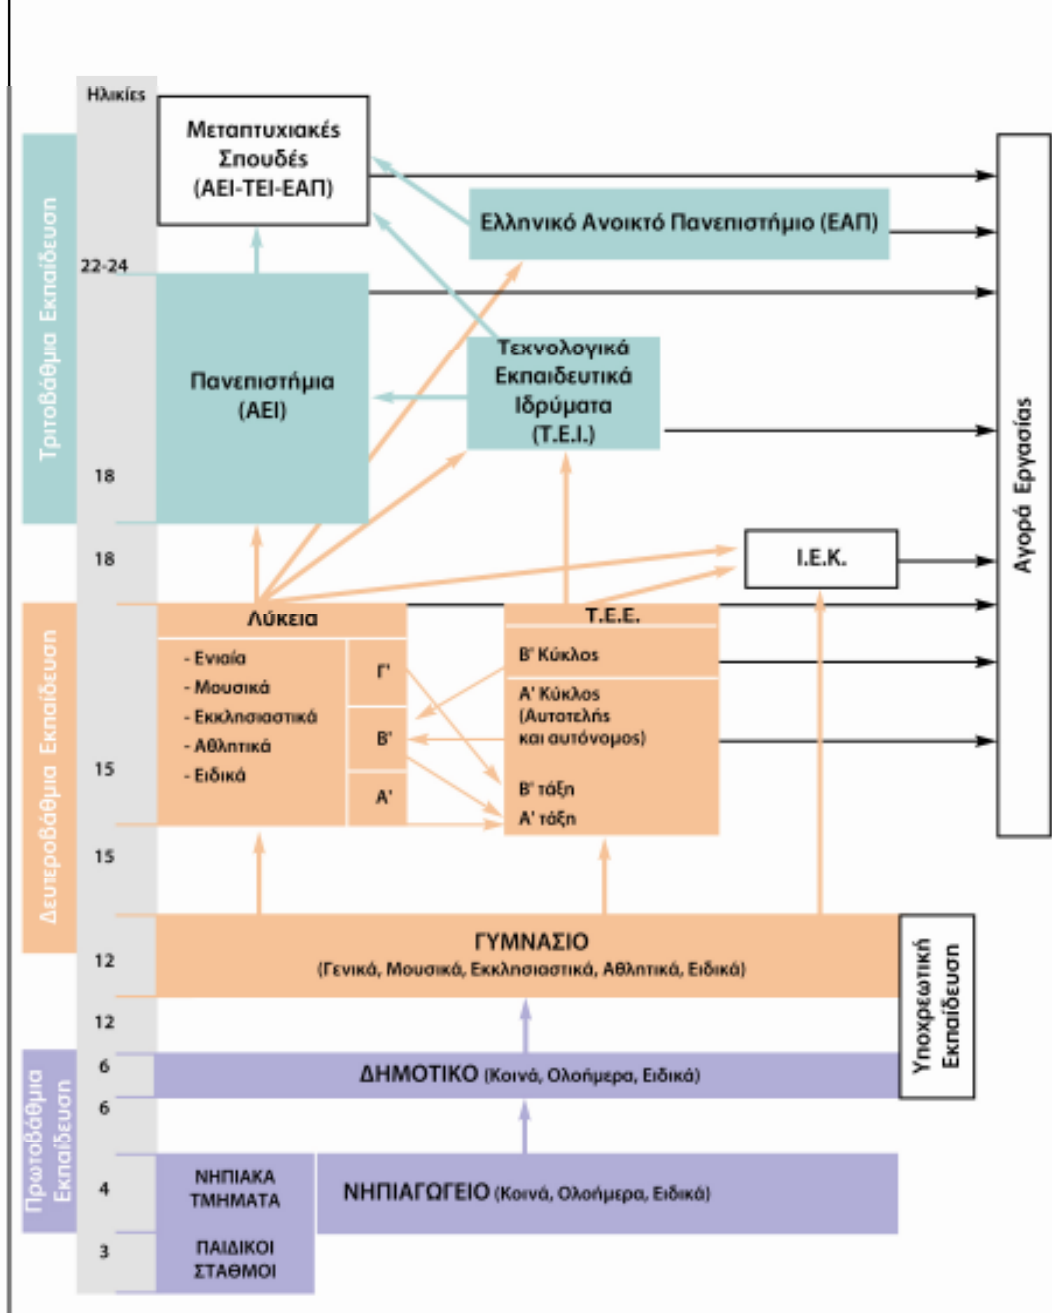 Ηλικίες
Μεταπτυχιακές
Σπουδές
(ΑΕΙ-ΤΕΙ-ΕΑΠ)
Ελληνικό Ανοικτό Πανεπιστήμιο (ΕΑΠ)
Τριτοβάθμια Εκπαίδευση
22-24
Πανεπιστήμια
(ΑΕΙ)
Τεχνολογικά
Εκπαιδευτικά
Ιδρύματα
(Τ.Ε.Ι.)
Αγορά Εργασίας
18
18
Ι.Ε.Κ.
Δευτεροβάθμια Εκπαίδευση
Λύκεια
- Ενιαία
- Μουσικά
- Εκκλησιαστικά
- Αθλητικά
- Ειδικά
Γ'
Β'
Α'
Τ.Ε.Ε.
Β' Κύκλος
Α' Κύκλος
(Αυτοτελής
και αυτόνομος)
Β' τάξη
Α' τάξη
15
15
ΓΥΜΝΑΣΙΟ
(Γενικά, Μουσικά, Εκκλησιαστικά, Αθλητικά, Ειδικά)
12
12
Υποχρεωτική
Εκπαίδευση
Πρωτοβάθμια
Εκπαίδευση
6
ΔΗΜΟΤΙΚΟ (Κοινά, Ολοήμερα, Ειδικά)
6
4
ΝΗΠΙΑΚΑ
ΤΜΗΜΑΤΑ
ΝΗΠΙΑΓΩΓΕΙΟ (Κοινά, Ολοήμερα, Ειδικά)
3
ΠΑΙΔΙΚΟΙ
ΣΤΑΘΜΟΙ